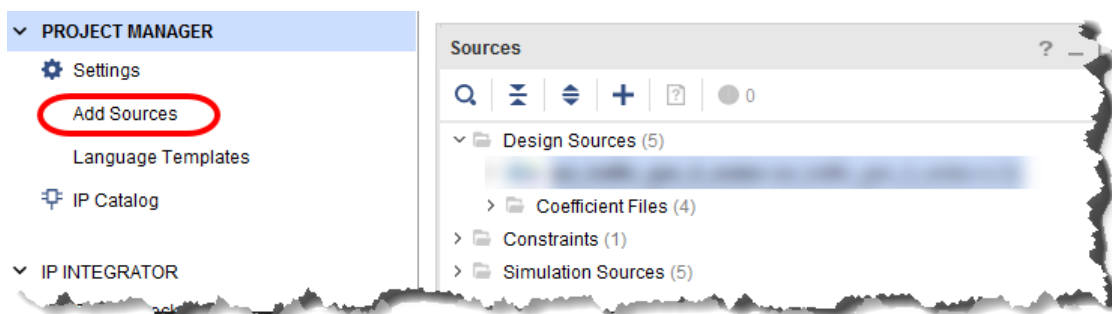 PROJECT MANAGER
Settings
Add Sources
Language Templates
IP Catalog
IP INTEGRATOR
Sources
?
0
Design Sources (5)
Coefficient Files (4)
Constraints (1)
Simulation Sources (5)